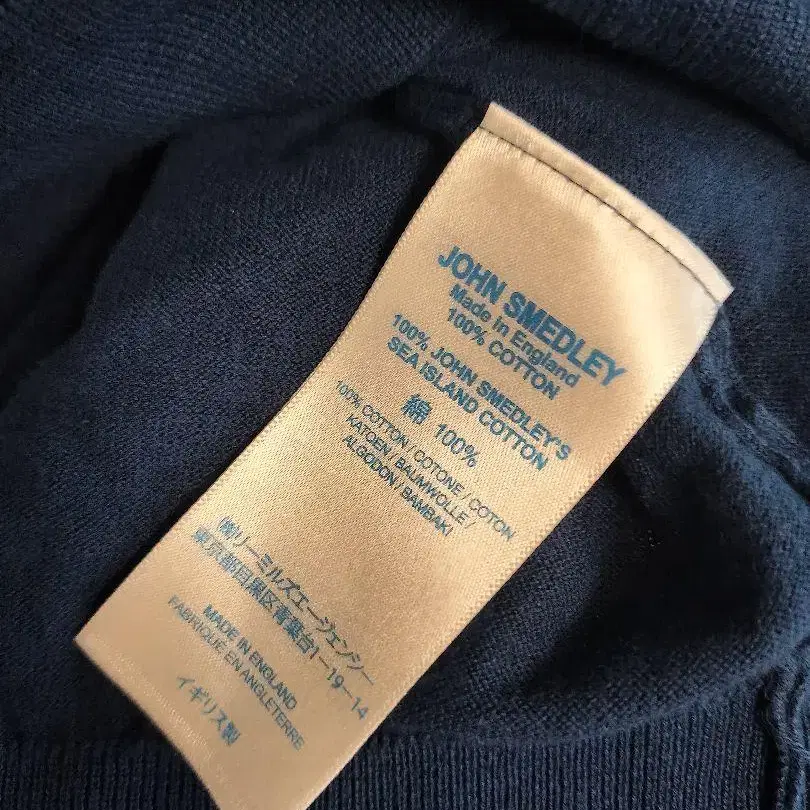 JOHN SMEDLEY
Made in England
100% COTTON
100% JOHN SMEDLEY'S
SEA ISLAND COTTON
綿 100%
100% COTTON / COTONE / COTON
KATOEN / BAUMWOLLE /
ALGODON / BAMBAKI
㈱リーミルズエージェンシー
東京都目黒区青葉台1-19-14
MADE IN ENGLAND
FABRIQUE EN ANGLETERRE
イギリス製